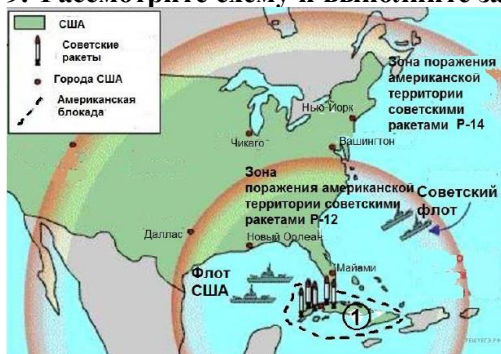 9. Рассмотрите схему и выполните за
США
Советские
ракеты
Города США
Американская
блокада
Зона поражения
американской
территории
советскими
ракетами Р-14
Нью-Йорк
Чикаго
Вашингтон
Зона
поражения американской
территории советскими
ракетами Р-12
Советский
флот
Даллас
Новый Орлеан
Флот
США
Майами
1